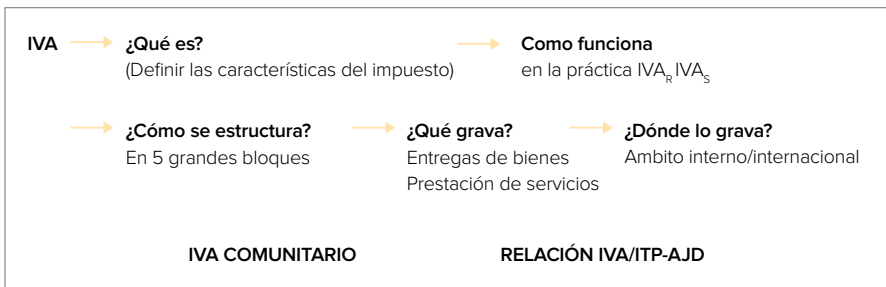 IVA ¿Qué es? Como funciona
(Definir las características del impuesto) en la práctica IVA_R IVA_S
¿Cómo se estructura? ¿Qué grava? ¿Dónde lo grava?
En 5 grandes bloques Entregas de bienes Ambito interno/internacional
Prestación de servicios
IVA COMUNITARIO RELACIÓN IVA/ITP-AJD